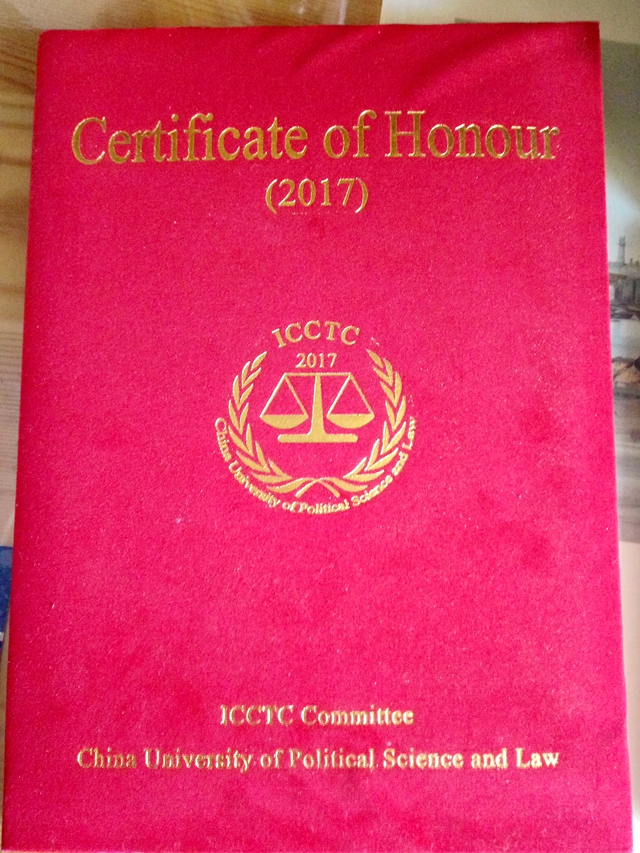 Certificate of Honour
(2017)
ICCTC
2017
China University of Political Science and Law
ICCTC Committee
China University of Political Science and Law